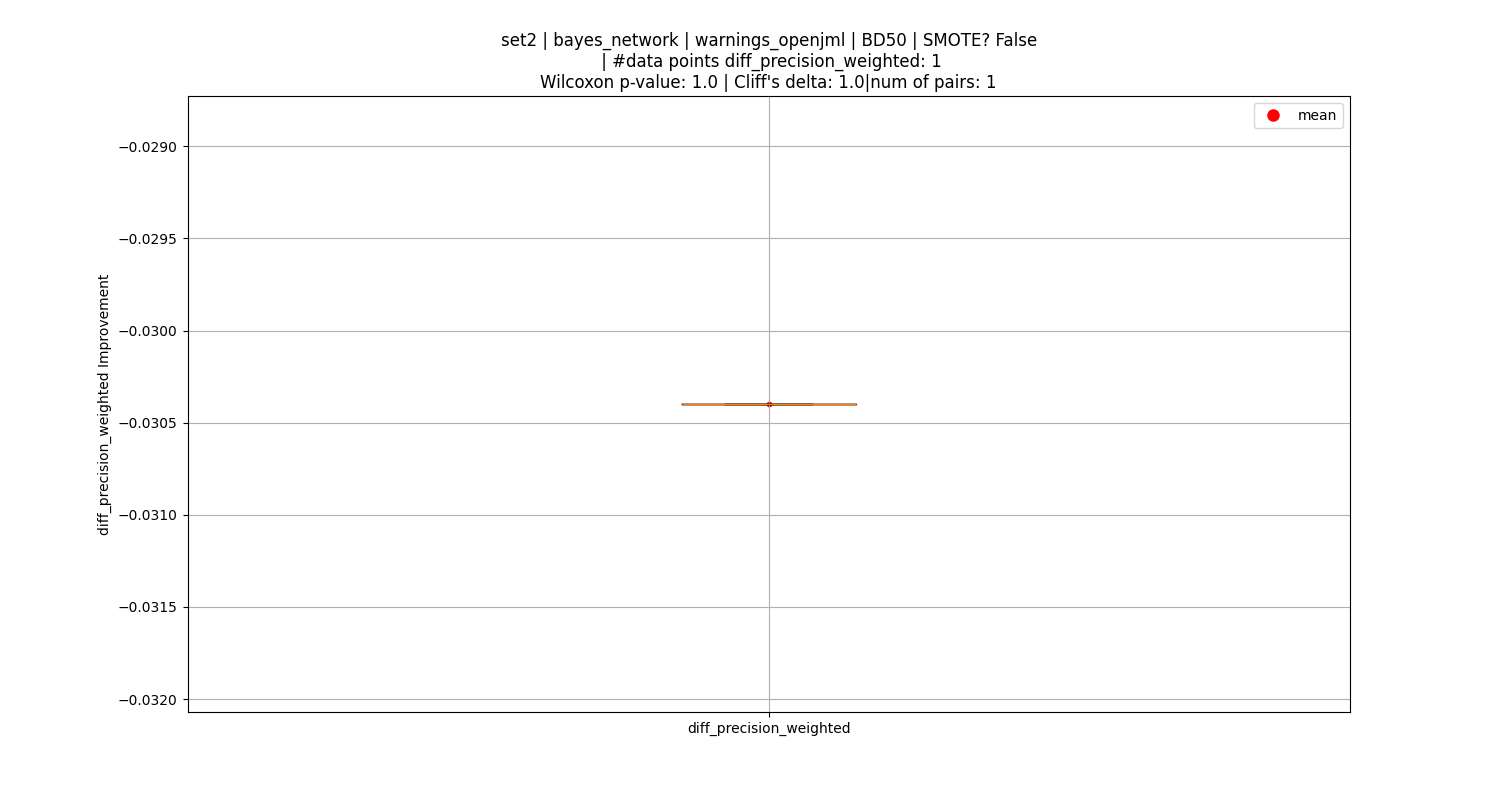 set2 | bayes_network | warnings_openjml | BD50 | SMOTE? False
| #data points diff_precision_weighted: 1
Wilcoxon p-value: 1.0 | Cliff's delta: 1.0|num of pairs: 1
mean
−0.0290
−0.0295
−0.0300
−0.0305
−0.0310
−0.0315
−0.0320
diff_precision_weighted Improvement
diff_precision_weighted